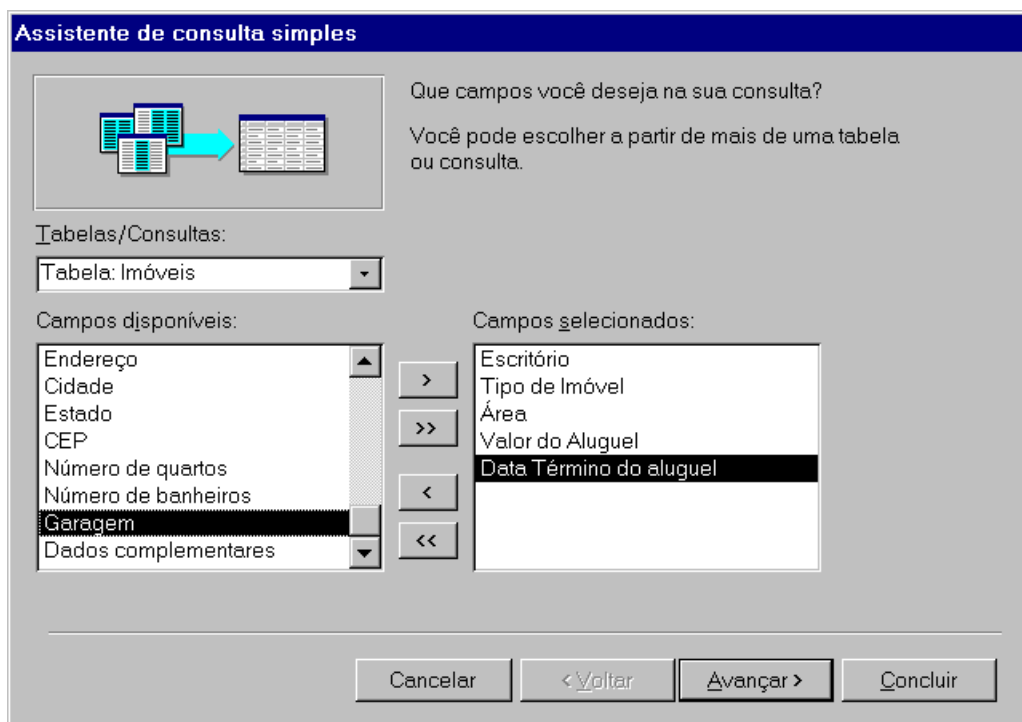 Assistente de consulta simples
Que campos você deseja na sua consulta?
Você pode escolher a partir de mais de uma tabela
ou consulta.
Tabelas/Consultas:
Tabela: Imóveis
Campos disponíveis:
Endereço
Cidade
Estado
CEP
Número de quartos
Número de banheiros
Garagem
Dados complementares
>
>>
<
<<
Campos selecionados:
Escritório
Tipo de Imóvel
Área
Valor do Aluguel
Data Término do aluguel
Cancelar
< Voltar
Avançar >
Concluir